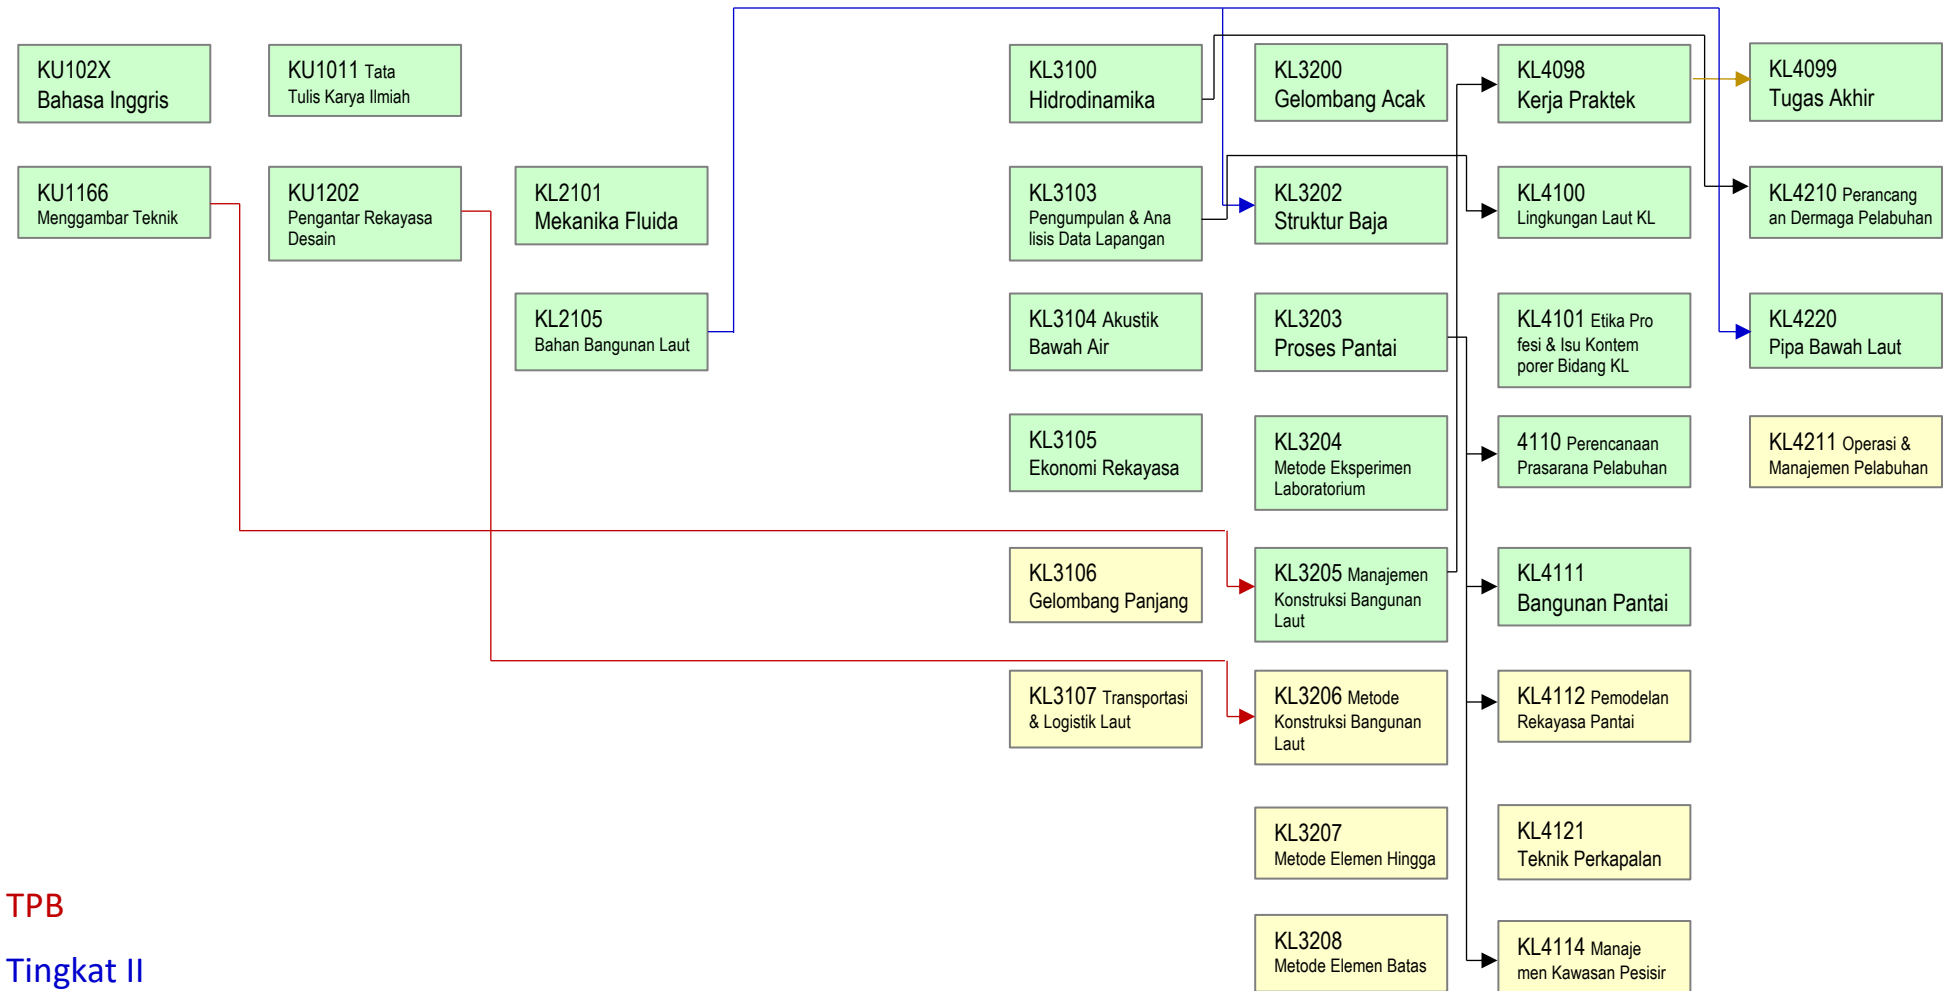 KU102X
Bahasa Inggris
KU1011 Tata
Tulis Karya Ilmiah
KL3100
Hidrodinamika
KL3200
Gelombang Acak
KL4098
Kerja Praktek
KL4099
Tugas Akhir
KU1166
Menggambar Teknik
KU1202
Pengantar Rekayasa
Desain
KL2101
Mekanika Fluida
KL3103
Pengumpulan & Ana
lisis Data Lapangan
KL3202
Struktur Baja
KL4100
Lingkungan Laut KL
KL4210 Perancang
an Dermaga Pelabuhan
KL2105
Bahan Bangunan Laut
KL3104 Akustik
Bawah Air
KL3203
Proses Pantai
KL4101 Etika Pro
fesi & Isu Kontem
porer Bidang KL
KL4220
Pipa Bawah Laut
KL3105
Ekonomi Rekayasa
KL3204
Metode Eksperimen
Laboratorium
4110 Perencanaan
Prasarana Pelabuhan
KL4211 Operasi &
Manajemen Pelabuhan
KL3106
Gelombang Panjang
KL3205 Manajemen
Konstruksi Bangunan
Laut
KL4111
Bangunan Pantai
KL3107 Transportasi
& Logistik Laut
KL3206 Metode
Konstruksi Bangunan
Laut
KL4112 Pemodelan
Rekayasa Pantai
KL3207
Metode Elemen Hingga
KL4121
Teknik Perkapalan
TPB
KL3208
Metode Elemen Batas
KL4114 Manaje
men Kawasan Pesisir
Tingkat II